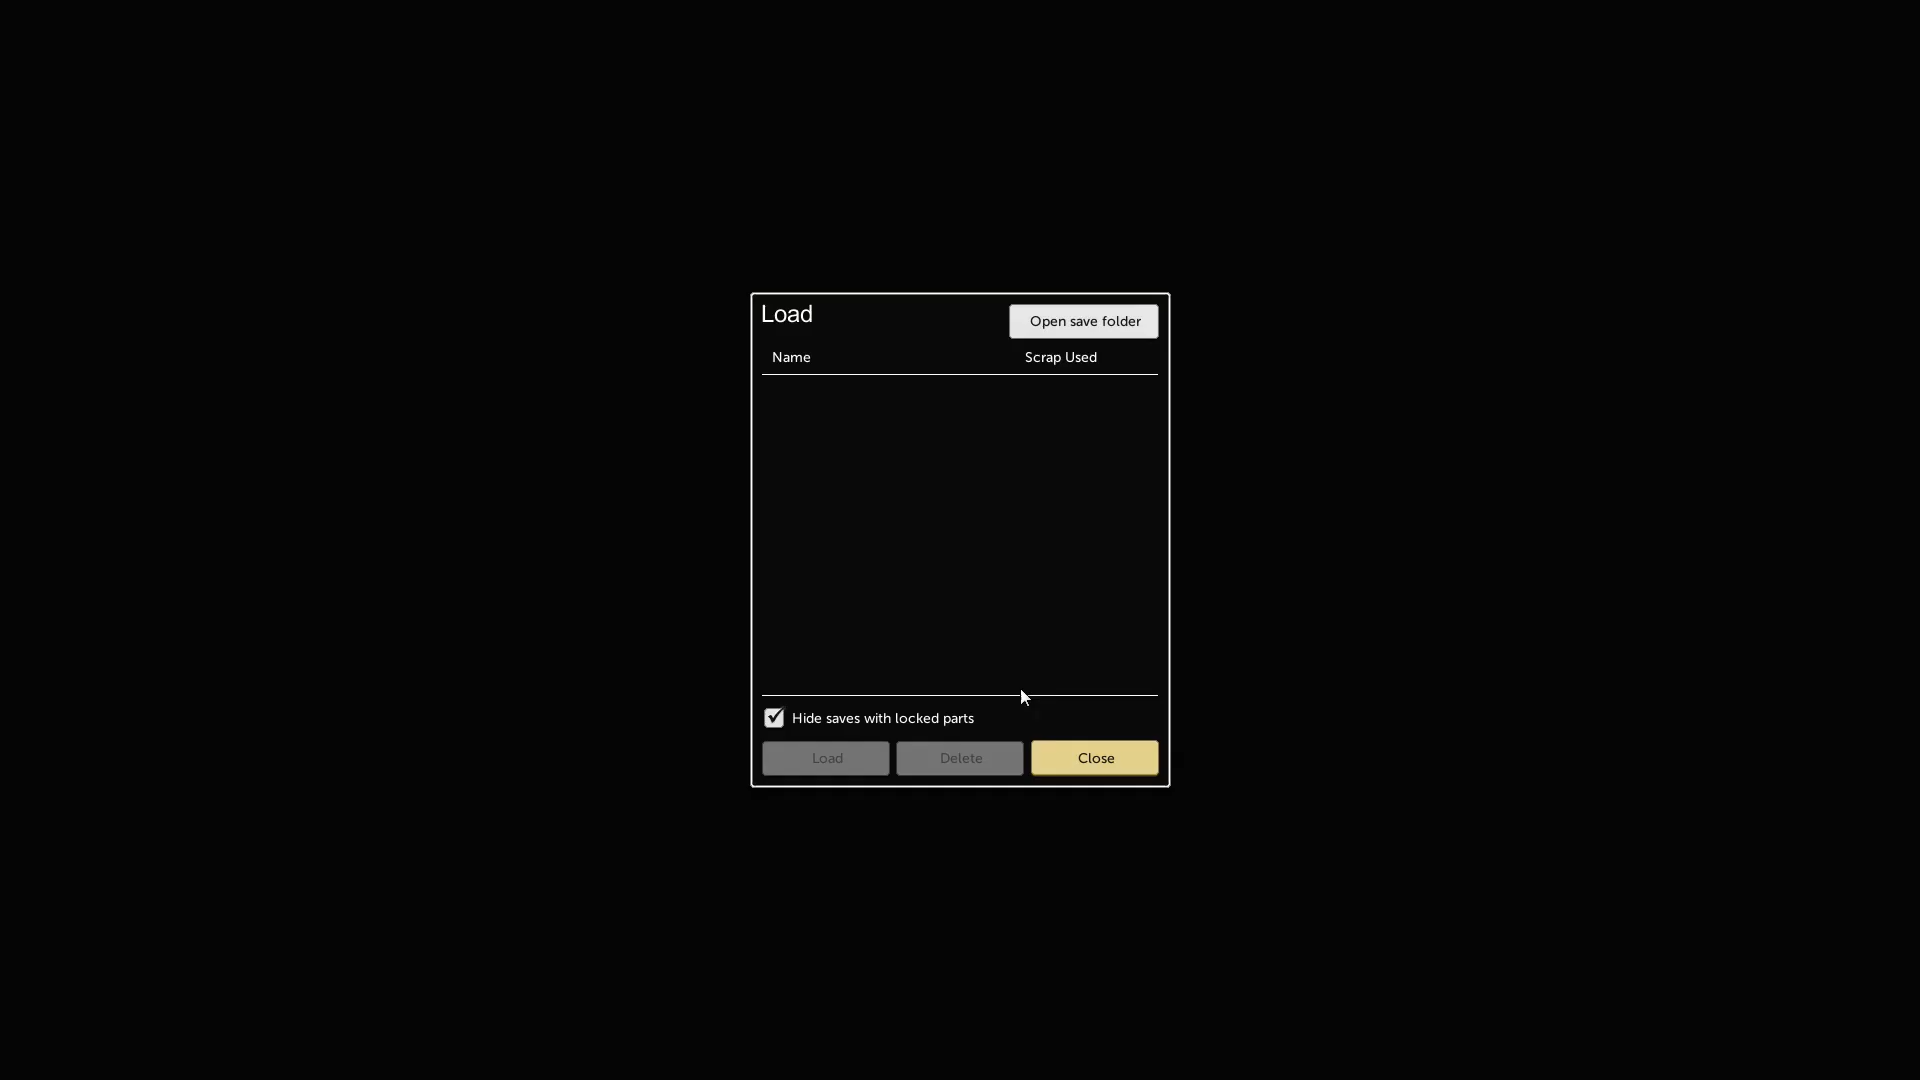 Load
Open save folder
Name Scrap Used
Hide saves with locked parts
Load Delete Close